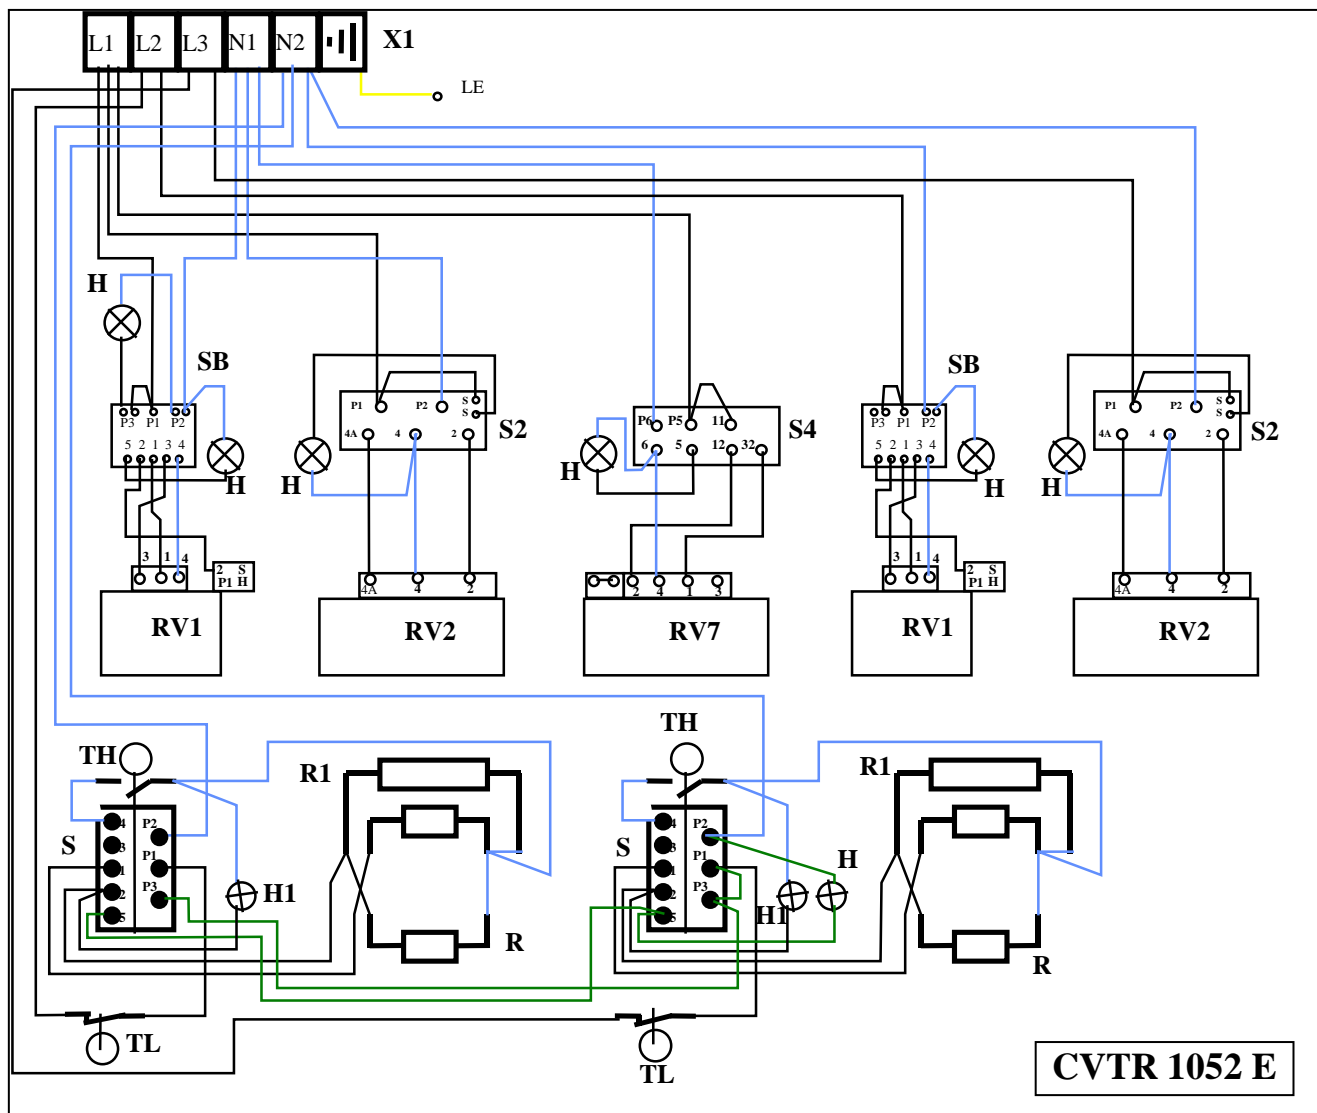 L1 L2 L3 N1 N2 X1
LE
H
SB SB
P3 P1 P2 P1 P2 S S P6 P5 11 P3 P1 P2 P1 P2 S S
S2 S4 S2
5 2 1 3 4 4A 4 2 6 5 12 32 5 2 1 3 4 4A 4 2
H H H H H
3 1 4 3 1 4
2 S P1 H 2 S P1 H
4A 4 2 2 4 1 3 4A 4 2
RV1 RV2 RV7 RV1 RV2
TH TH
R1 R1
S 4 3 1 2 5 P2 P1 P3 S 4 3 1 2 5 P2 P1 P3 H
H1 H1
R R
TL TL
CVTR 1052 E